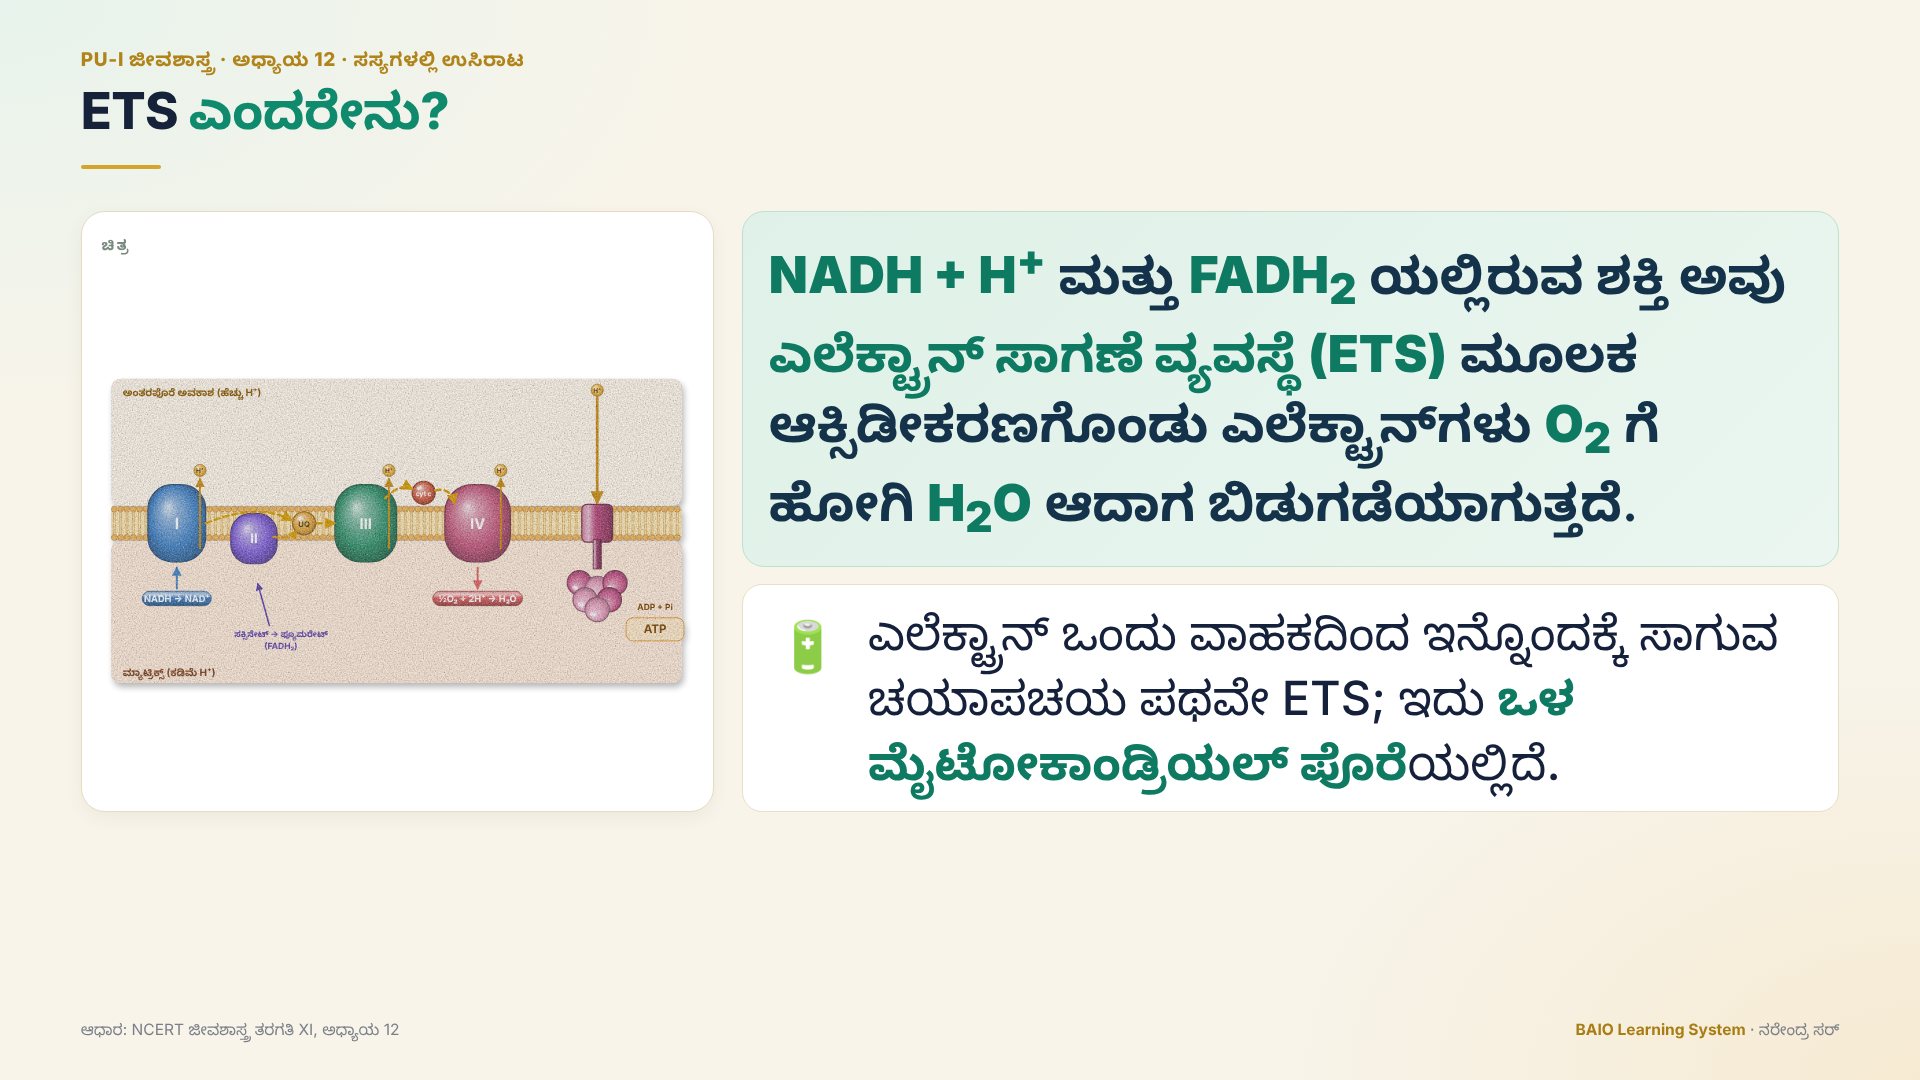 PU-I ಜೀವಶಾಸ್ತ್ರ · ಅಧ್ಯಾಯ 12 · ಸಸ್ಯಗಳಲ್ಲಿ ಉಸಿರಾಟ
ETS ಎಂದರೇನು?
ಚಿತ್ರ
ಅಂತರಪೊರೆ ಅವಕಾಶ (ಹೆಚ್ಚು H⁺)
H⁺
H⁺
H⁺
H⁺
I
II
UQ
III
cyt c
IV
NADH → NAD⁺
½O₂ + 2H⁺ → H₂O
ಸಕ್ಸಿನೇಟ್ → ಫ್ಯೂಮರೇಟ್
(FADH₂)
ADP + Pi
ATP
ಮ್ಯಾಟ್ರಿಕ್ಸ್ (ಕಡಿಮೆ H⁺)
NADH + H⁺ ಮತ್ತು FADH₂ ಯಲ್ಲಿರುವ ಶಕ್ತಿ ಅವು
ಎಲೆಕ್ಟ್ರಾನ್ ಸಾಗಣೆ ವ್ಯವಸ್ಥೆ (ETS) ಮೂಲಕ
ಆಕ್ಸಿಡೀಕರಣಗೊಂಡು ಎಲೆಕ್ಟ್ರಾನ್‌ಗಳು O₂ ಗೆ
ಹೋಗಿ H₂O ಆದಾಗ ಬಿಡುಗಡೆಯಾಗುತ್ತದೆ.
ಎಲೆಕ್ಟ್ರಾನ್ ಒಂದು ವಾಹಕದಿಂದ ಇನ್ನೊಂದಕ್ಕೆ ಸಾಗುವ
ಚಯಾಪಚಯ ಪಥವೇ ETS; ಇದು ಒಳ
ಮೈಟೋಕಾಂಡ್ರಿಯಲ್ ಪೊರೆಯಲ್ಲಿದೆ.
ಆಧಾರ: NCERT ಜೀವಶಾಸ್ತ್ರ ತರಗತಿ XI, ಅಧ್ಯಾಯ 12
BAIO Learning System · ನರೇಂದ್ರ ಸರ್